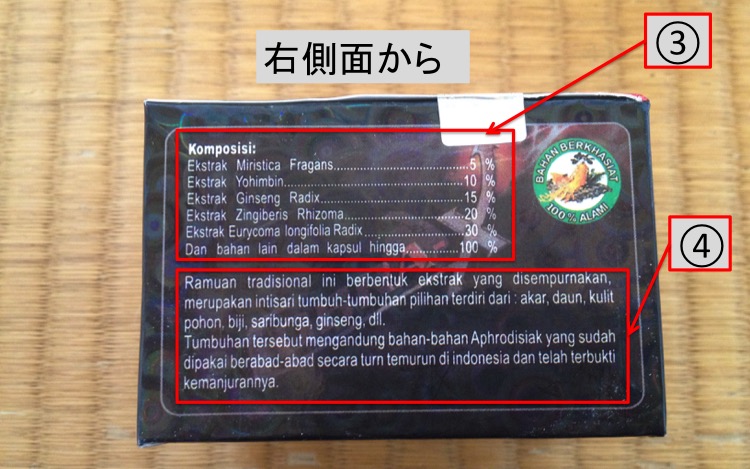 右側面から
③
Komposisi:
Ekstrak Miristica Fragans..............................5 %
Ekstrak Yohimbin..........................................10 %
Ekstrak Ginseng Radix..................................15 %
Ekstrak Zingiberis Rhizoma...........................20 %
Ekstrak Eurycoma longifolia Radix.................30 %
Dan bahan lain dalam kapsul hingga.............100 %
BAHAN BERKHASIAT
100 % ALAMI
④
Ramuan tradisional ini berbentuk ekstrak yang disempurnakan,
merupakan intisari tumbuh-tumbuhan pilihan terdiri dari : akar, daun, kulit
pohon, biji, saribunga, ginseng, dll.
Tumbuhan tersebut mengandung bahan-bahan Aphrodisiak yang sudah
dipakai berabad-abad secara turn temurun di indonesia dan telah terbukti
kemanjurannya.